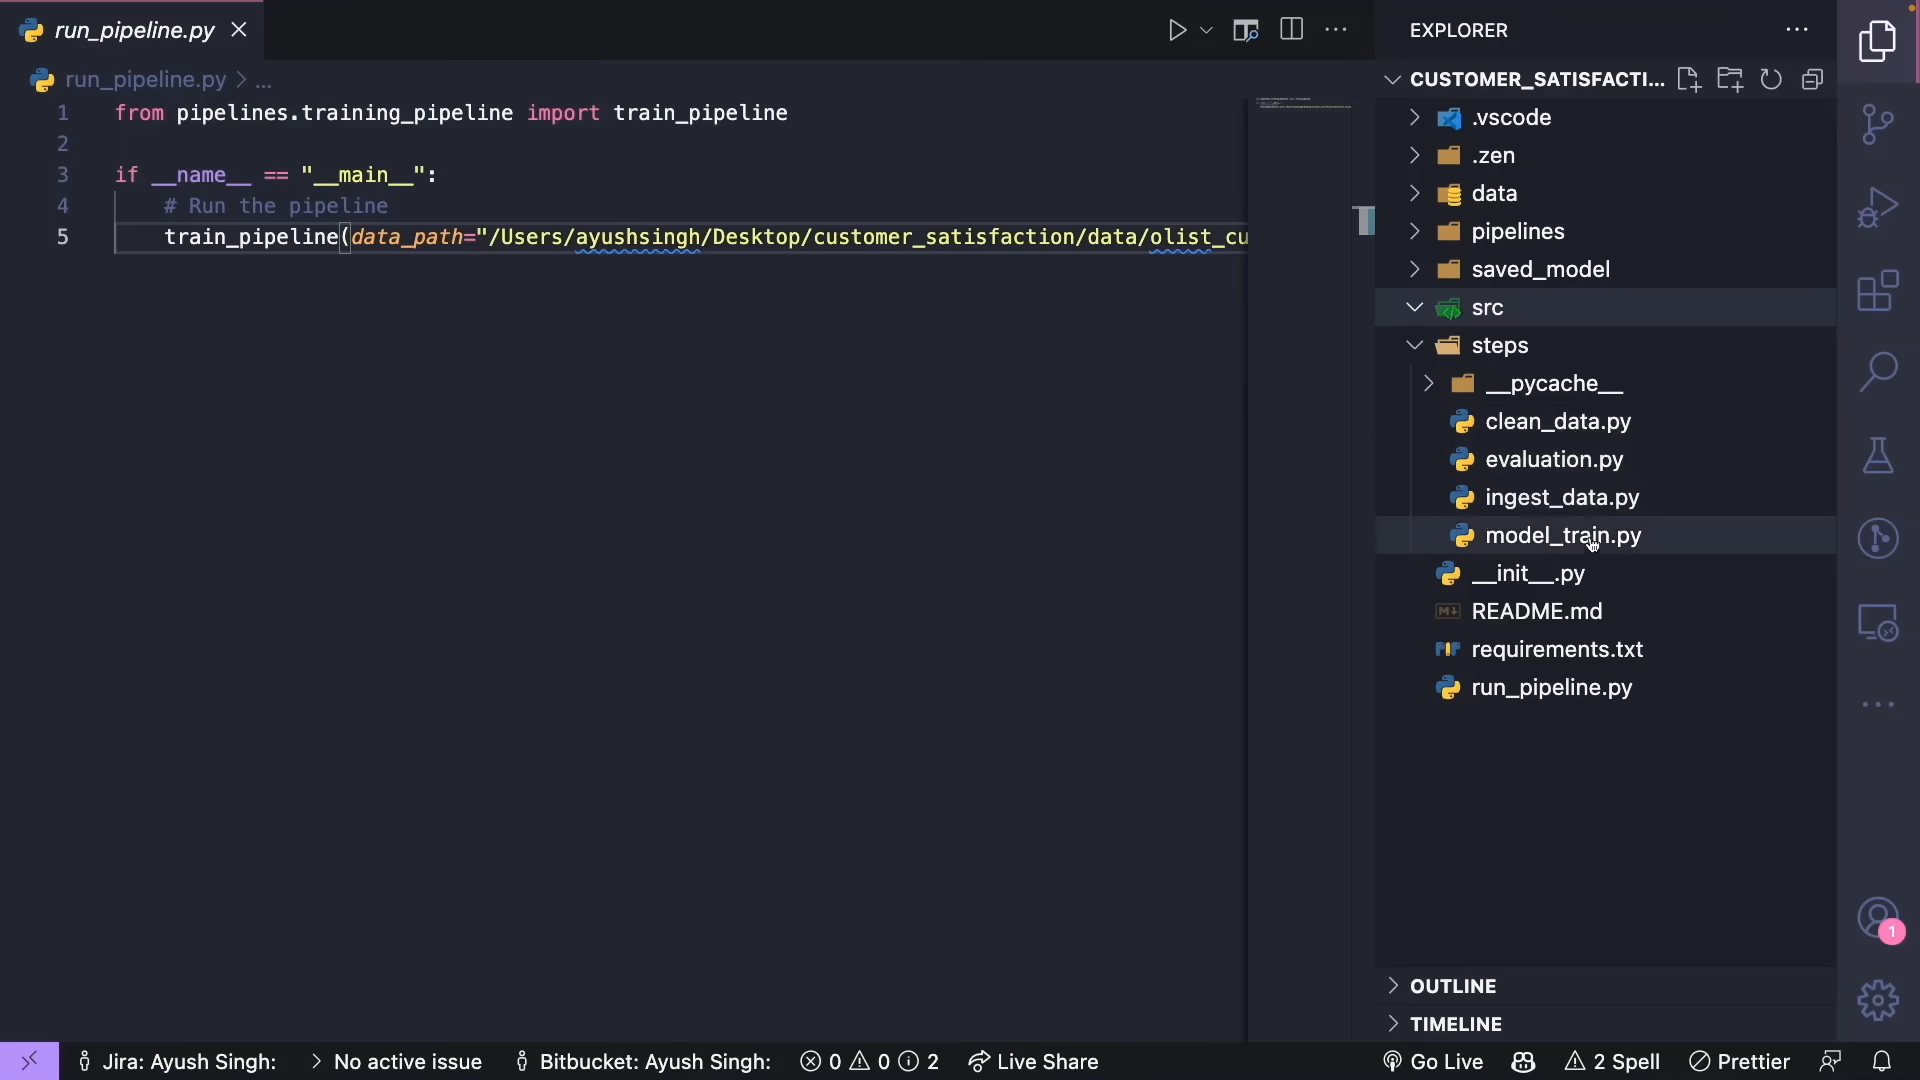 run_pipeline.py
run_pipeline.py > ...
1 from pipelines.training_pipeline import train_pipeline
2
3 if __name__ == "__main__":
4 # Run the pipeline
5 train_pipeline(data_path="/Users/ayushsingh/Desktop/customer_satisfaction/data/olist_cu
EXPLORER
CUSTOMER_SATISFACTI...
.vscode
.zen
data
pipelines
saved_model
src
steps
__pycache__
clean_data.py
evaluation.py
ingest_data.py
model_train.py
__init__.py
README.md
requirements.txt
run_pipeline.py
OUTLINE
TIMELINE
1
Jira: Ayush Singh: > No active issue Bitbucket: Ayush Singh: 0 0 2 Live Share Go Live 2 Spell Prettier